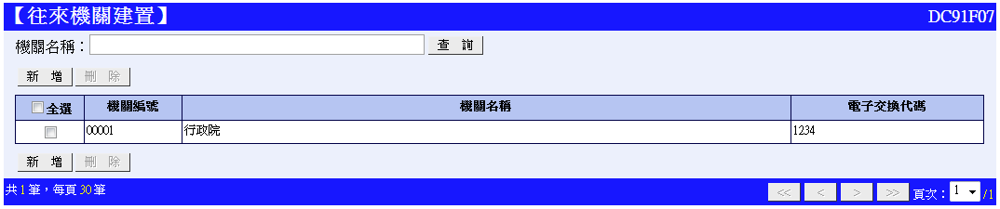 【往來機關建置】 DC91F07
機關名稱： 查 詢
新 增 刪 除
全選 機關編號 機關名稱 電子交換代碼
00001 行政院 1234
新 增 刪 除
共1筆，每頁30筆 << < > >> 頁次：1 /1